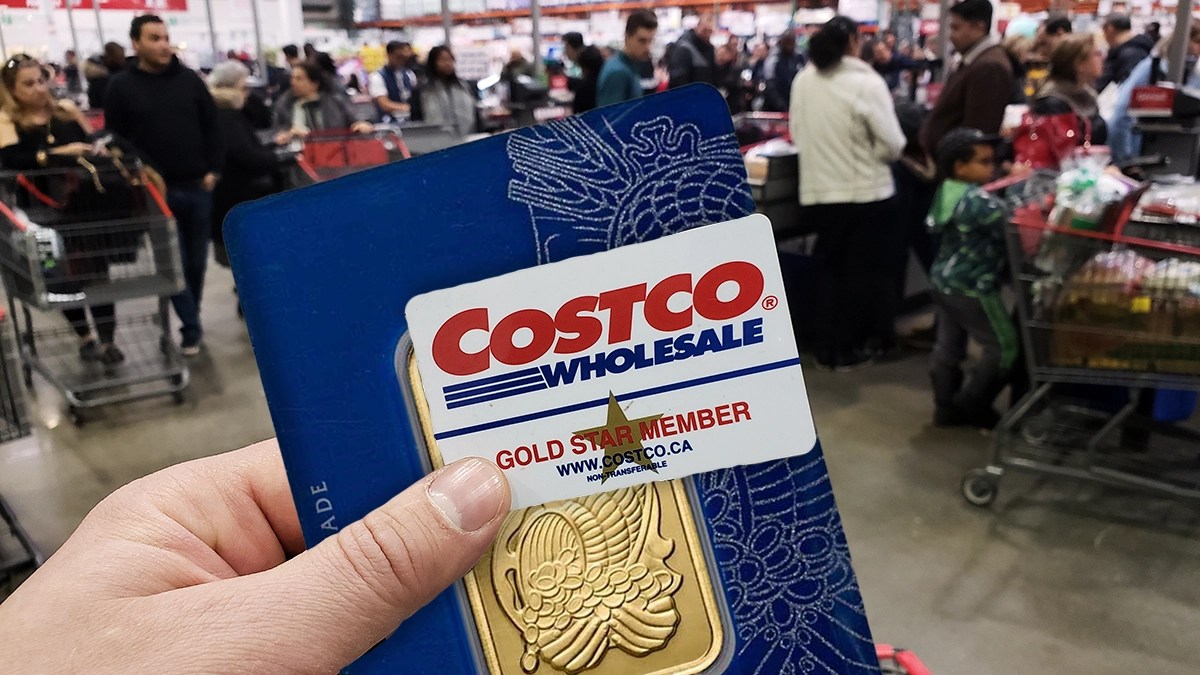 COSTCO®
WHOLESALE
GOLD STAR MEMBER
WWW.COSTCO.CA
NON-TRANSFERABLE
ADE